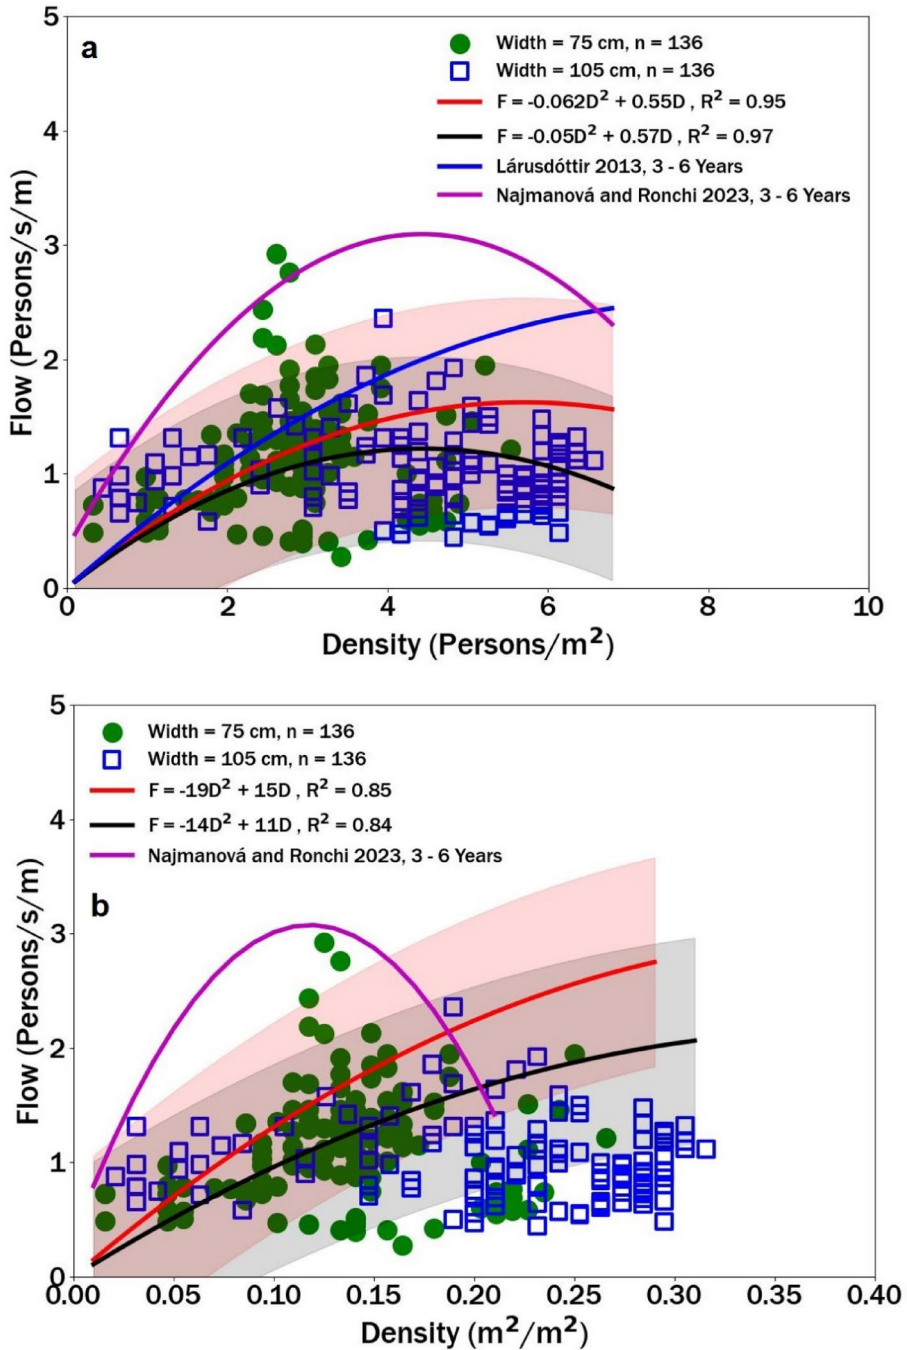 a
Width = 75 cm, n = 136
Width = 105 cm, n = 136
F = -0.062D² + 0.55D , R² = 0.95
F = -0.05D² + 0.57D , R² = 0.97
Lárusdóttir 2013, 3 - 6 Years
Najmanová and Ronchi 2023, 3 - 6 Years
Flow (Persons/s/m)
5
4
3
2
1
0
0 2 4 6 8 10
Density (Persons/m²)
b
Width = 75 cm, n = 136
Width = 105 cm, n = 136
F = -19D² + 15D , R² = 0.85
F = -14D² + 11D , R² = 0.84
Najmanová and Ronchi 2023, 3 - 6 Years
Flow (Persons/s/m)
5
4
3
2
1
0
0.00 0.05 0.10 0.15 0.20 0.25 0.30 0.35 0.40
Density (m²/m²)